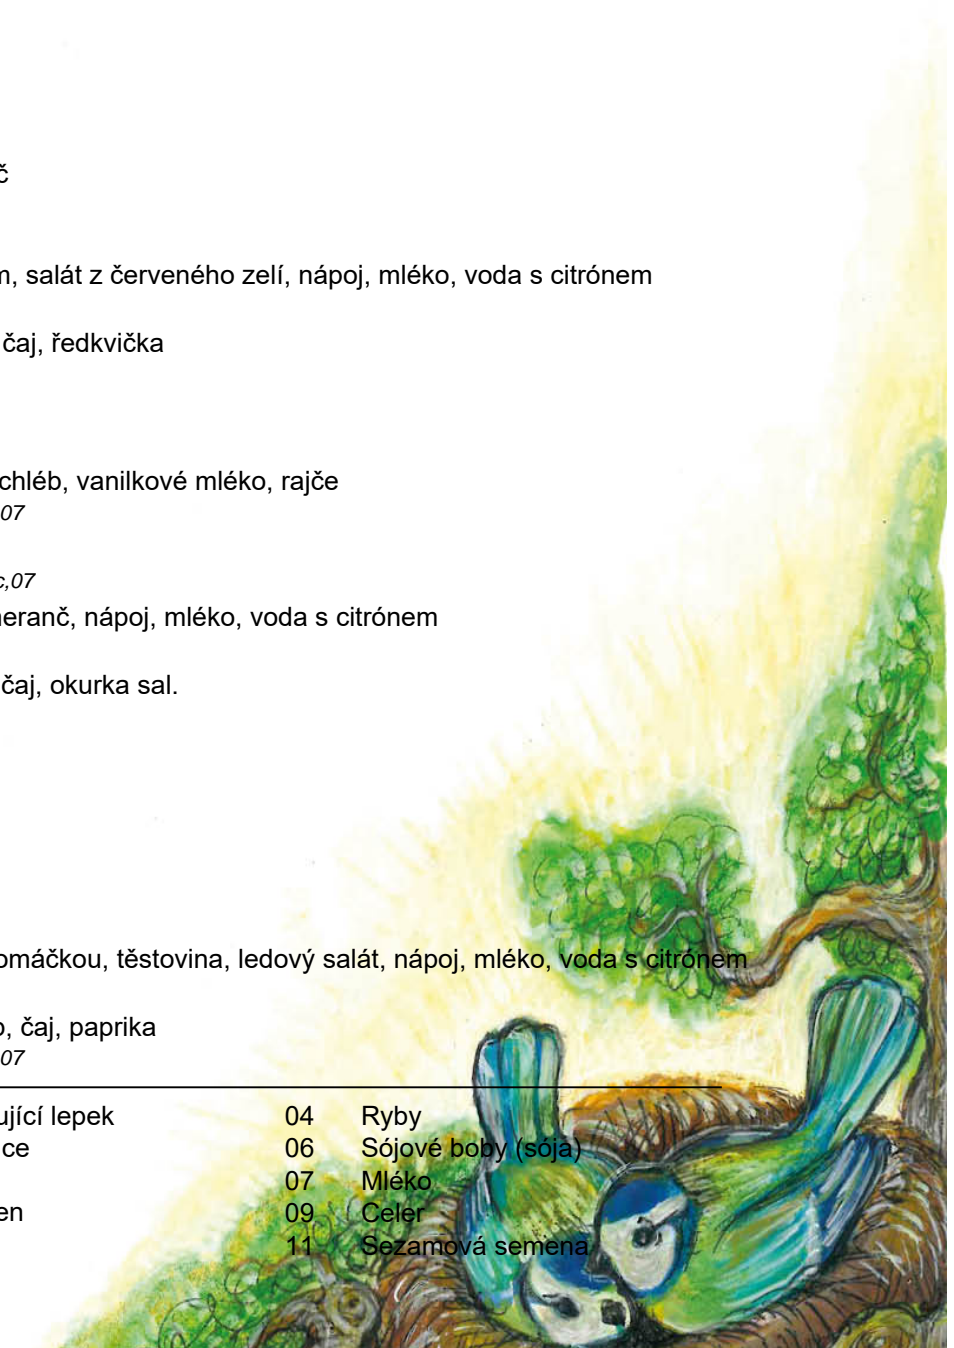 č
m, salát z červeného zelí, nápoj, mléko, voda s citrónem
čaj, ředkvička
chléb, vanilkové mléko, rajče
07
c,07
eranč, nápoj, mléko, voda s citrónem
čaj, okurka sal.
omáčkou, těstovina, ledový salát, nápoj, mléko, voda s citrónem
o, čaj, paprika
07
ující lepek 04 Ryby
ce 06 Sójové boby (sója)
07 Mléko
en 09 Celer
11 Sezamová semena